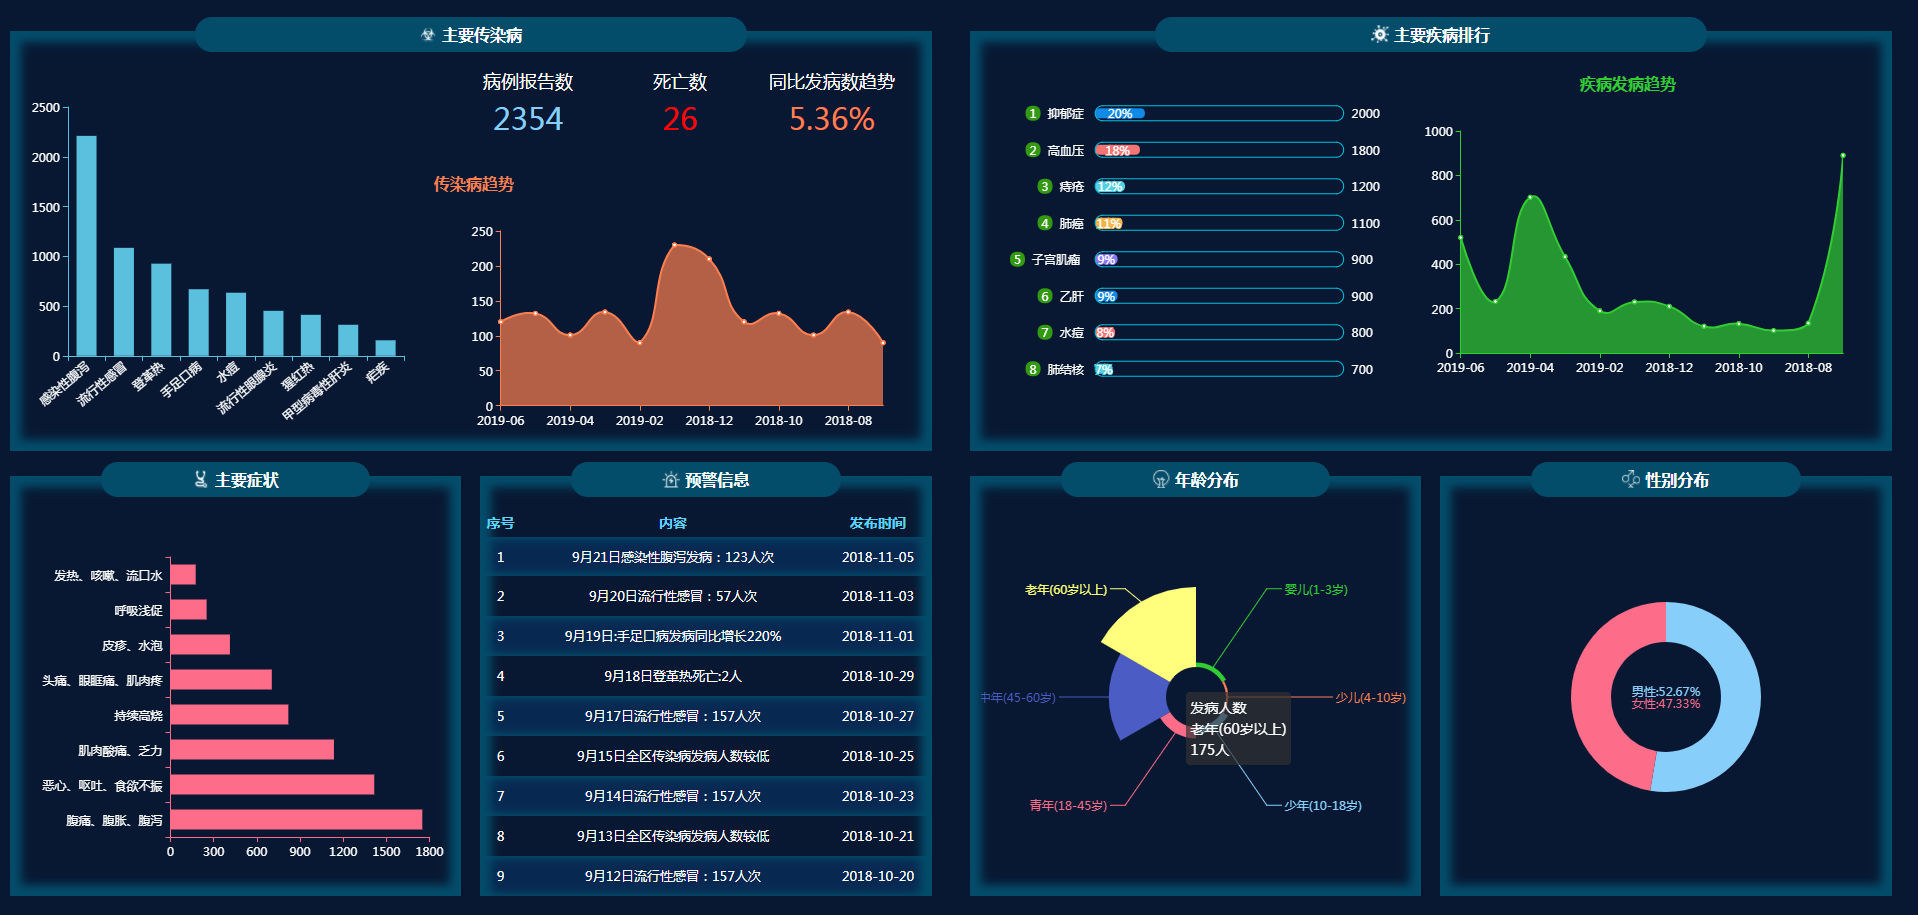 主要传染病
病例报告数 死亡数 同比发病数趋势
2354 26 5.36%
2500
2000
1500
1000
500
0
感染性腹泻 流行性感冒 登革热 手足口病 水痘 流行性眼腺炎 猩红热 甲型病毒性肝炎 疟疾
传染病趋势
250
200
150
100
50
0
2019-06 2019-04 2019-02 2018-12 2018-10 2018-08
主要疾病排行
1 抑郁症 20% 2000
2 高血压 18% 1800
3 痔疮 12% 1200
4 肺癌 11% 1100
5 子宫肌瘤 9% 900
6 乙肝 9% 900
7 水痘 8% 800
8 肺结核 7% 700
疾病发病趋势
1000
800
600
400
200
0
2019-06 2019-04 2019-02 2018-12 2018-10 2018-08
主要症状
发热、咳嗽、流口水
呼吸浅促
皮疹、水泡
头痛、眼眶痛、肌肉疼
持续高烧
肌肉酸痛、乏力
恶心、呕吐、食欲不振
腹痛、腹胀、腹泻
0 300 600 900 1200 1500 1800
预警信息
序号 内容 发布时间
1 9月21日感染性腹泻发病：123人次 2018-11-05
2 9月20日流行性感冒：57人次 2018-11-03
3 9月19日:手足口病发病同比增长220% 2018-11-01
4 9月18日登革热死亡:2人 2018-10-29
5 9月17日流行性感冒：157人次 2018-10-27
6 9月15日全区传染病发病人数较低 2018-10-25
7 9月14日流行性感冒：157人次 2018-10-23
8 9月13日全区传染病发病人数较低 2018-10-21
9 9月12日流行性感冒：157人次 2018-10-20
年龄分布
老年(60岁以上) 婴儿(1-3岁)
中年(45-60岁) 少儿(4-10岁)
发病人数
老年(60岁以上)
175人
青年(18-45岁) 少年(10-18岁)
性别分布
男性:52.67%
女性:47.33%